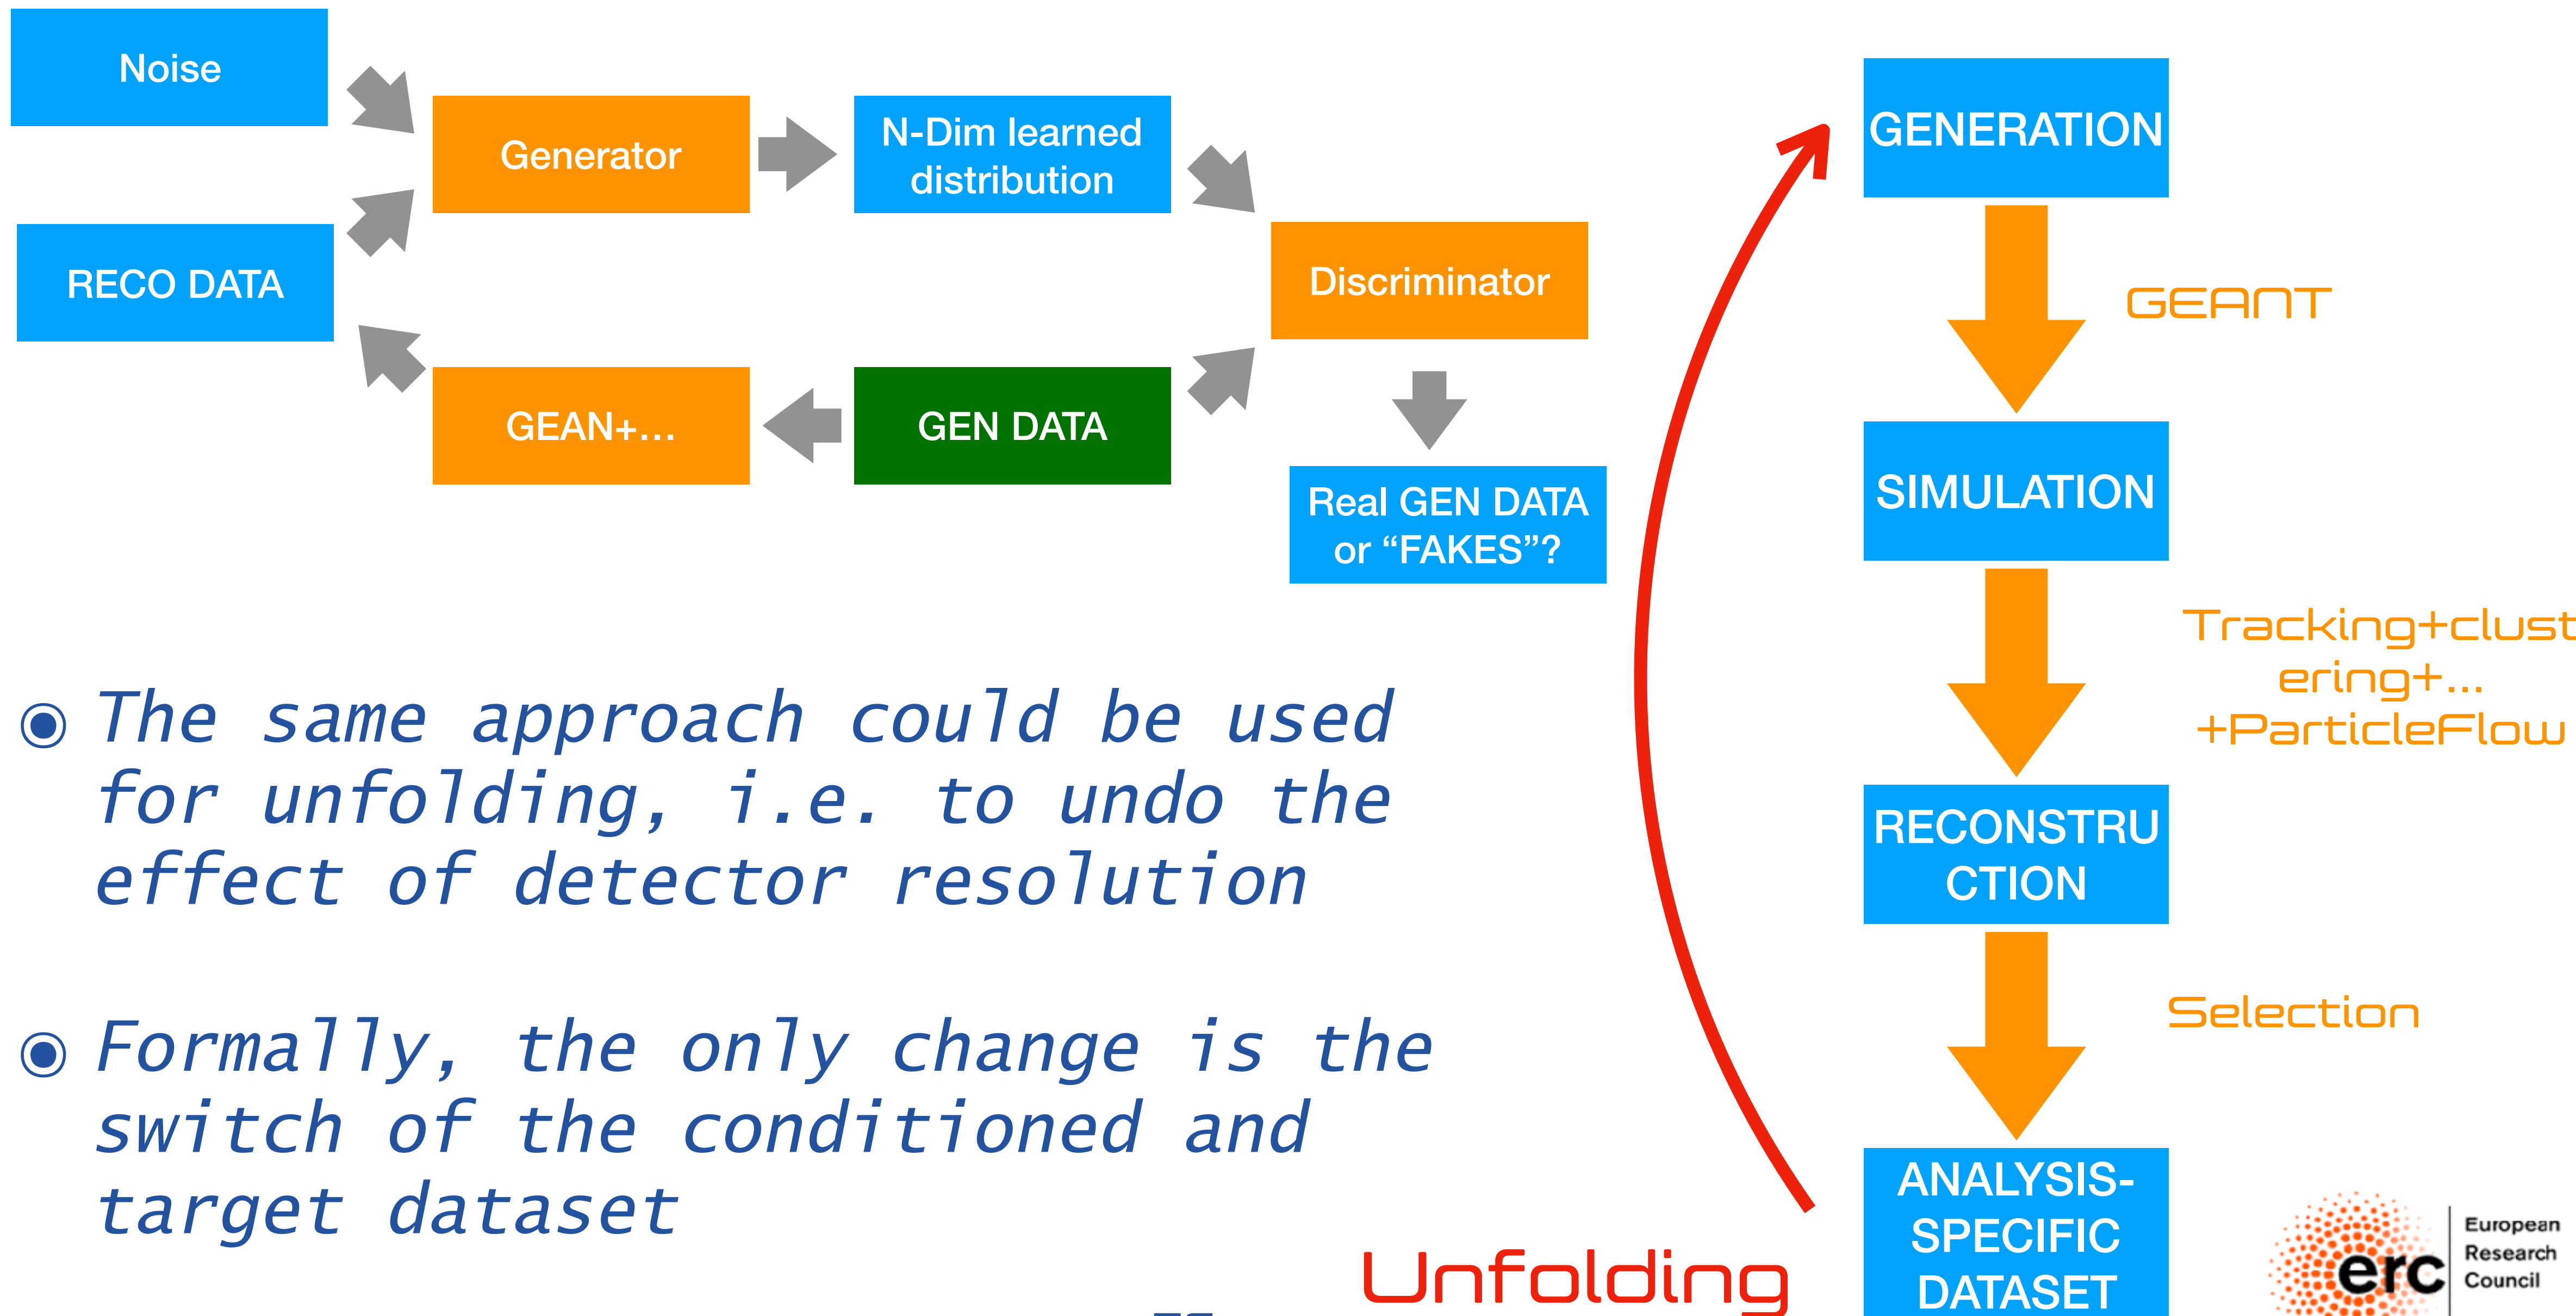 Noise
RECO DATA
Generator
N-Dim learned
distribution
Discriminator
GEAN+...
GEN DATA
Real GEN DATA
or “FAKES”?
The same approach could be used
for unfolding, i.e. to undo the
effect of detector resolution
Formally, the only change is the
switch of the conditioned and
target dataset
Unfolding
GENERATION
GEANT
SIMULATION
Tracking+clust
ering+...
+ParticleFlow
RECONSTRU
CTION
Selection
ANALYSIS-
SPECIFIC
DATASET
erc
European
Research
Council